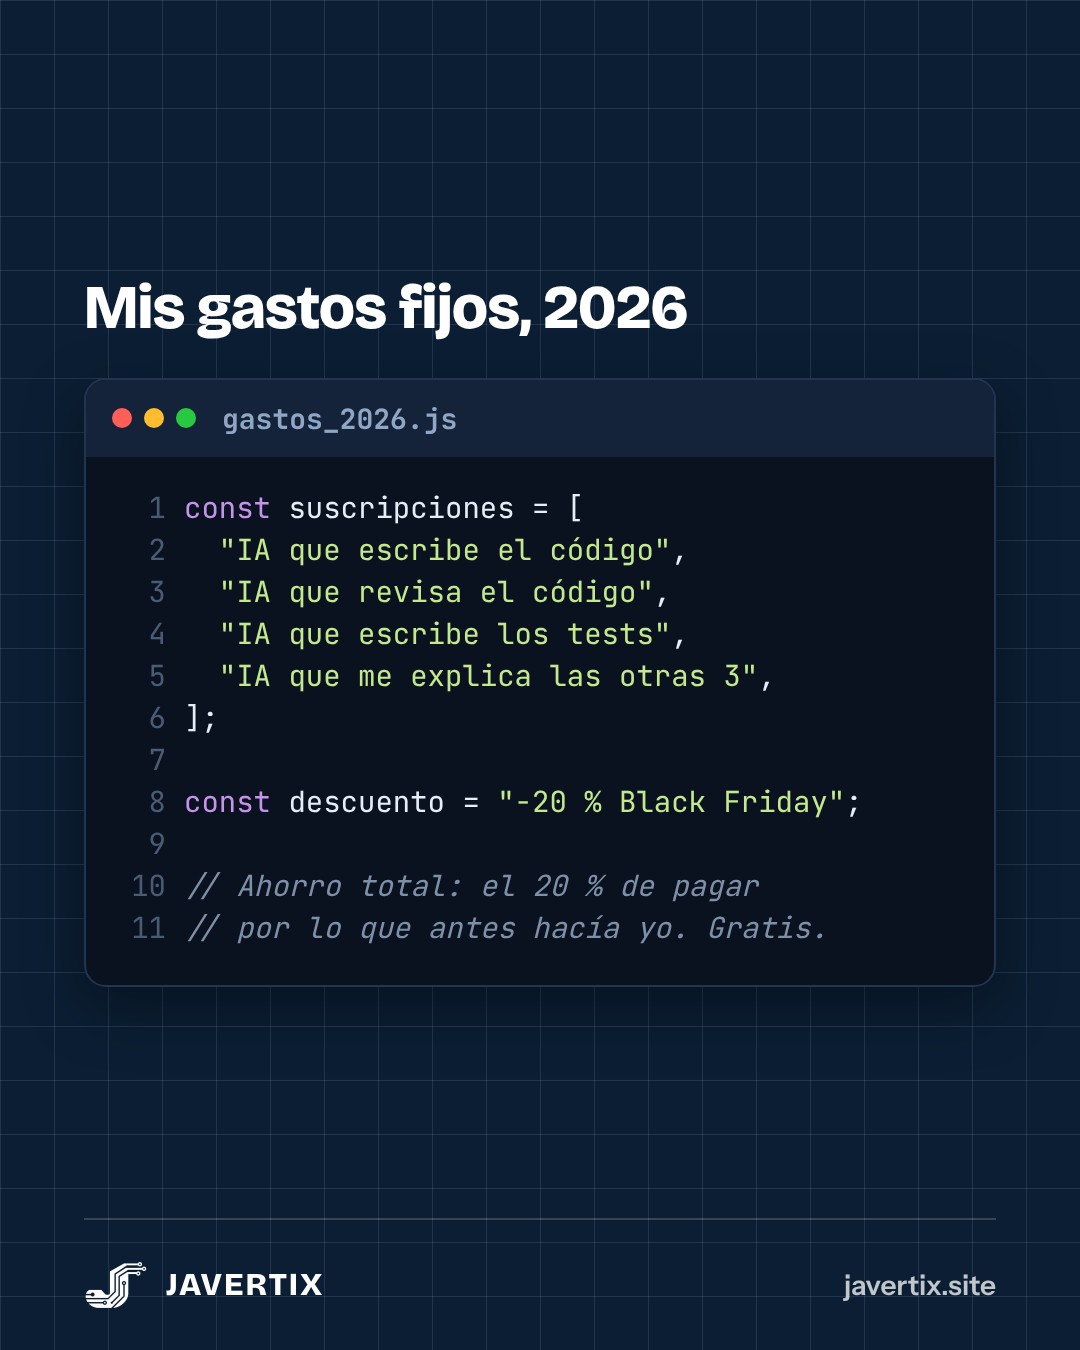 Mis gastos fijos, 2026
gastos_2026.js
1 const suscripciones = [
2   "IA que escribe el código",
3   "IA que revisa el código",
4   "IA que escribe los tests",
5   "IA que me explica las otras 3",
6 ];
7
8 const descuento = "-20 % Black Friday";
9
10 // Ahorro total: el 20 % de pagar
11 // por lo que antes hacía yo. Gratis.
JAVERTIX
javertix.site